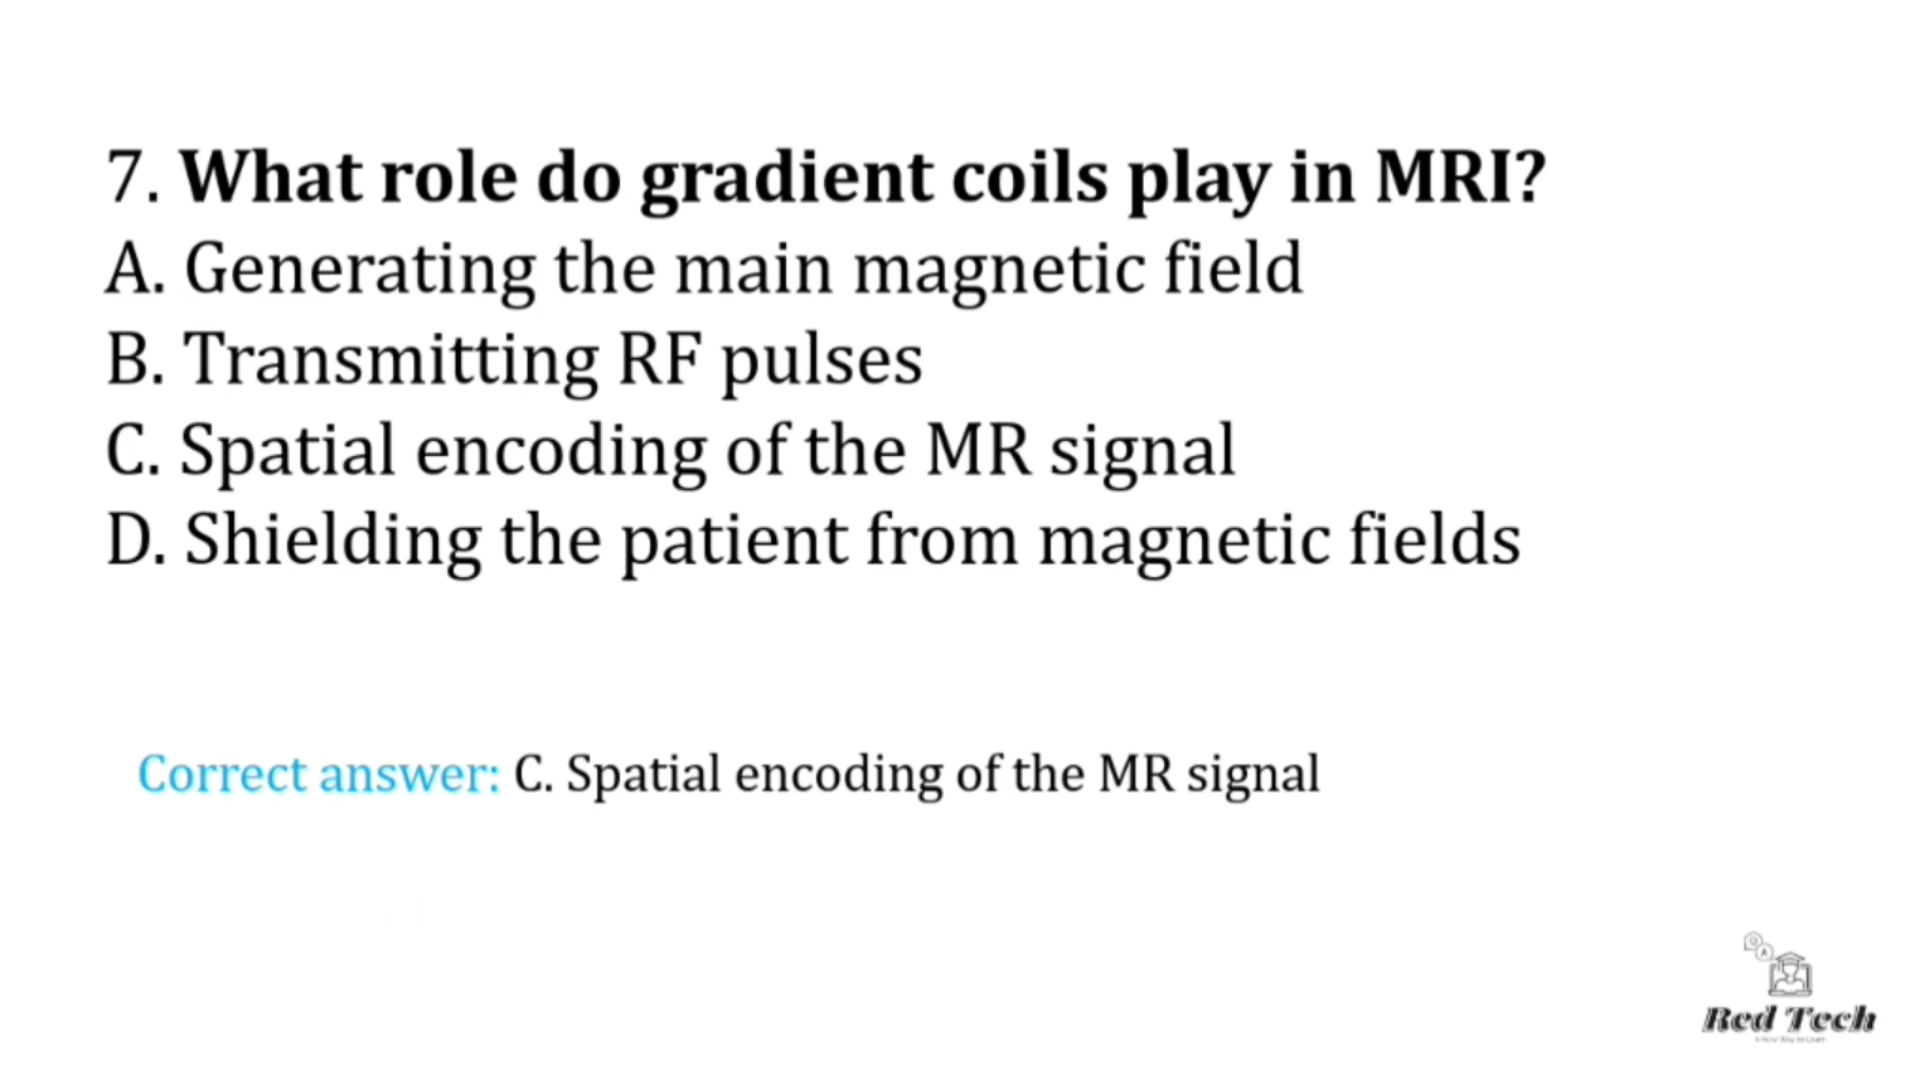 7. What role do gradient coils play in MRI?
A. Generating the main magnetic field
B. Transmitting RF pulses
C. Spatial encoding of the MR signal
D. Shielding the patient from magnetic fields
Correct answer: C. Spatial encoding of the MR signal
Q
A
Red Tech